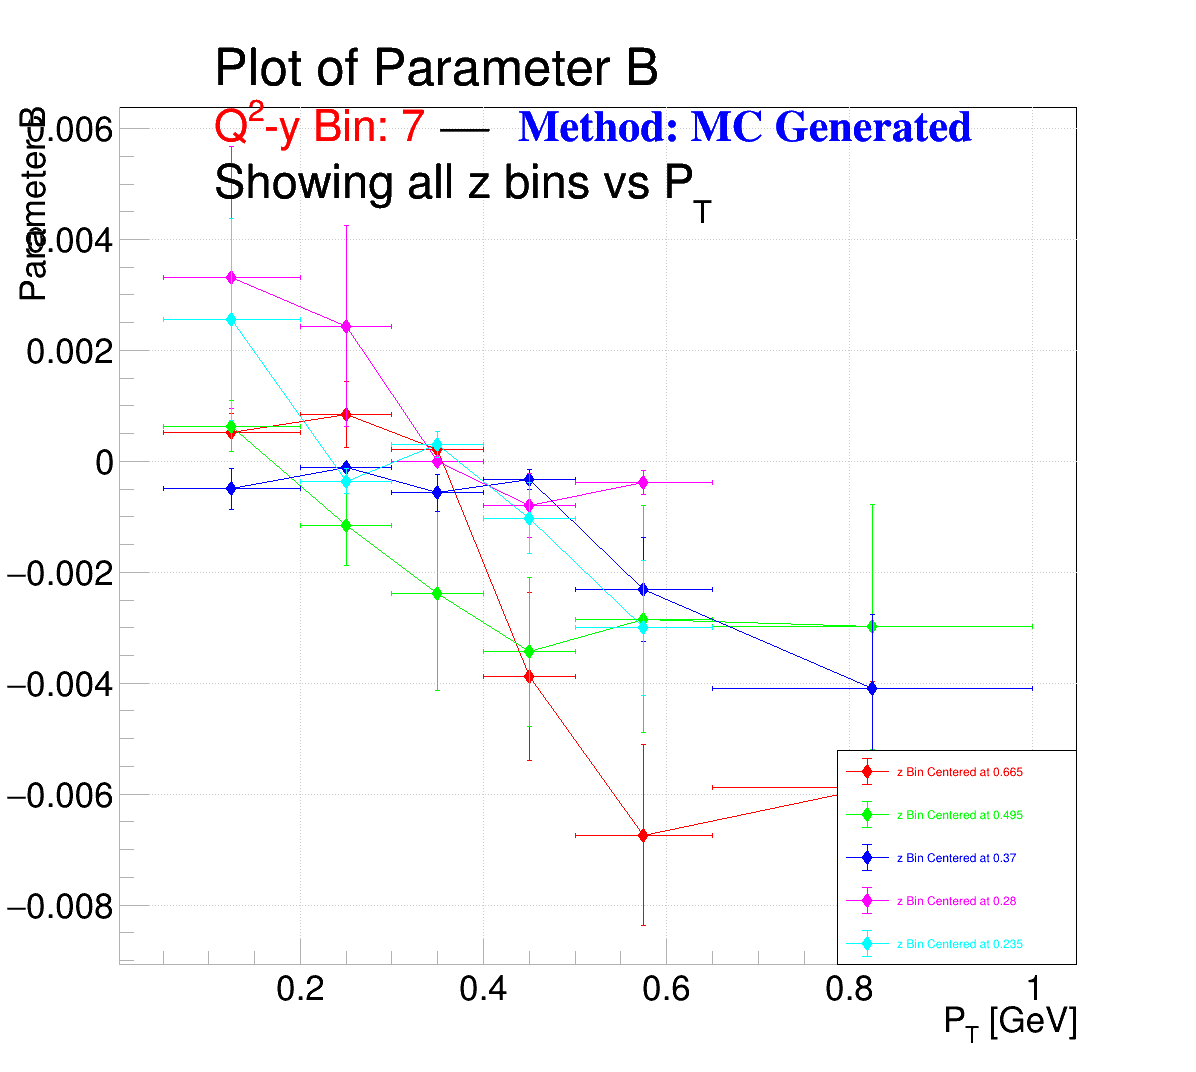 Plot of Parameter B
Q²-y Bin: 7 — Method: MC Generated
Showing all z bins vs P_T
Parameter B
0.006
0.004
0.002
0
−0.002
−0.004
−0.006
−0.008
z Bin Centered at 0.665
z Bin Centered at 0.495
z Bin Centered at 0.37
z Bin Centered at 0.28
z Bin Centered at 0.235
0.2 0.4 0.6 0.8 1
P_T [GeV]